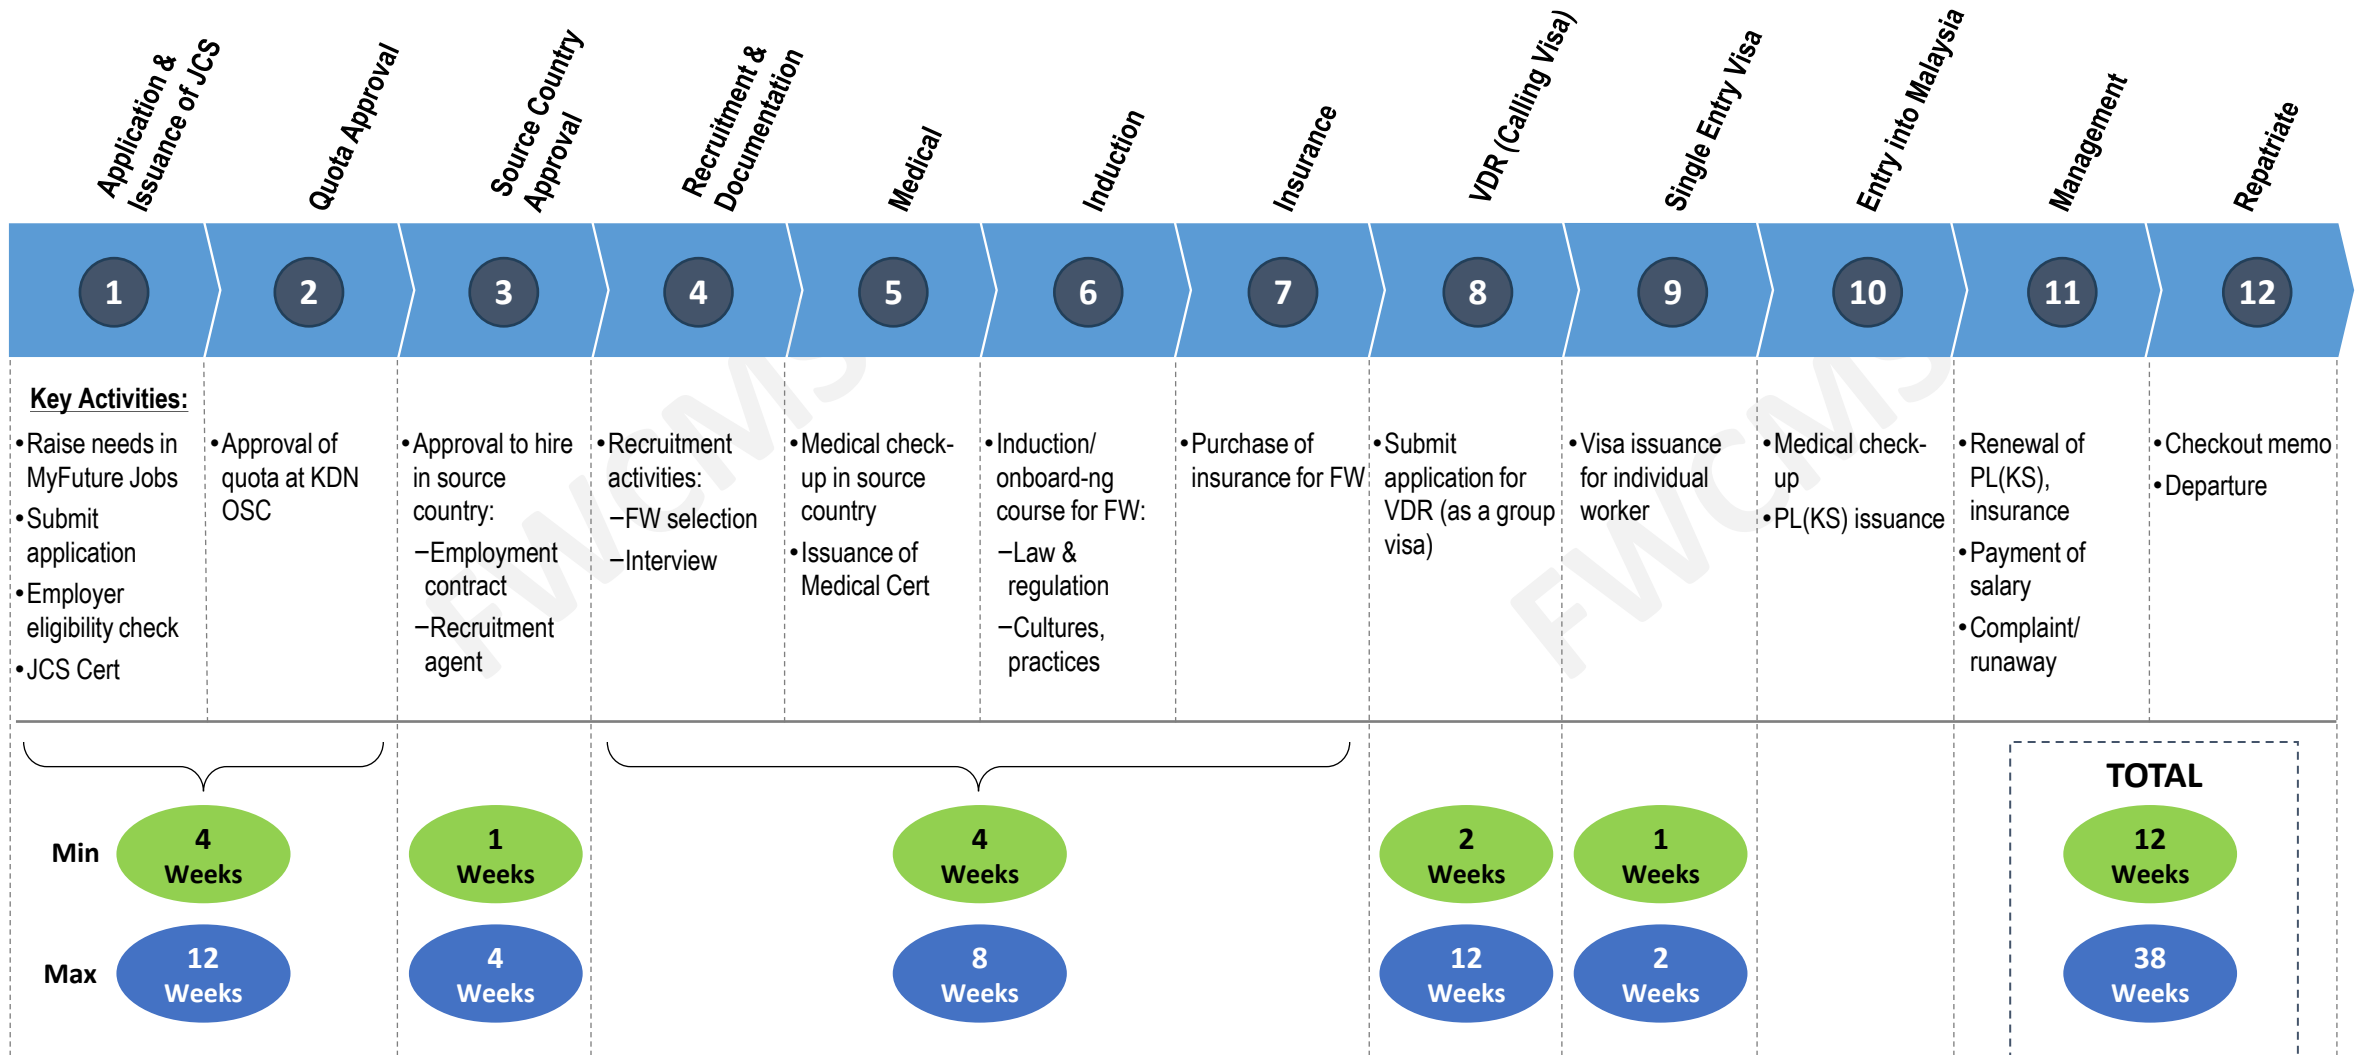 Application &
Issuance of JCS
Quota Approval
Source Country
Approval
Recruitment &
Documentation
Medical
Induction
Insurance
VDR (Calling Visa)
Single Entry Visa
Entry into Malaysia
Management
Repatriate
1
2
3
4
5
6
7
8
9
10
11
12
Key Activities:
•Raise needs in
MyFuture Jobs
•Submit
application
•Employer
eligibility check
•JCS Cert
•Approval of
quota at KDN
OSC
•Approval to hire
in source
country:
–Employment
contract
–Recruitment
agent
•Recruitment
activities:
–FW selection
–Interview
•Medical check-
up in source
country
•Issuance of
Medical Cert
•Induction/
onboard-ng
course for FW:
–Law &
regulation
–Cultures,
practices
•Purchase of
insurance for FW
•Submit
application for
VDR (as a group
visa)
•Visa issuance
for individual
worker
•Medical check-
up
•PL(KS) issuance
•Renewal of
PL(KS),
insurance
•Payment of
salary
•Complaint/
runaway
•Checkout memo
•Departure
FWCMS
FWCMS
TOTAL
Min
4
Weeks
1
Weeks
4
Weeks
2
Weeks
1
Weeks
12
Weeks
Max
12
Weeks
4
Weeks
8
Weeks
12
Weeks
2
Weeks
38
Weeks